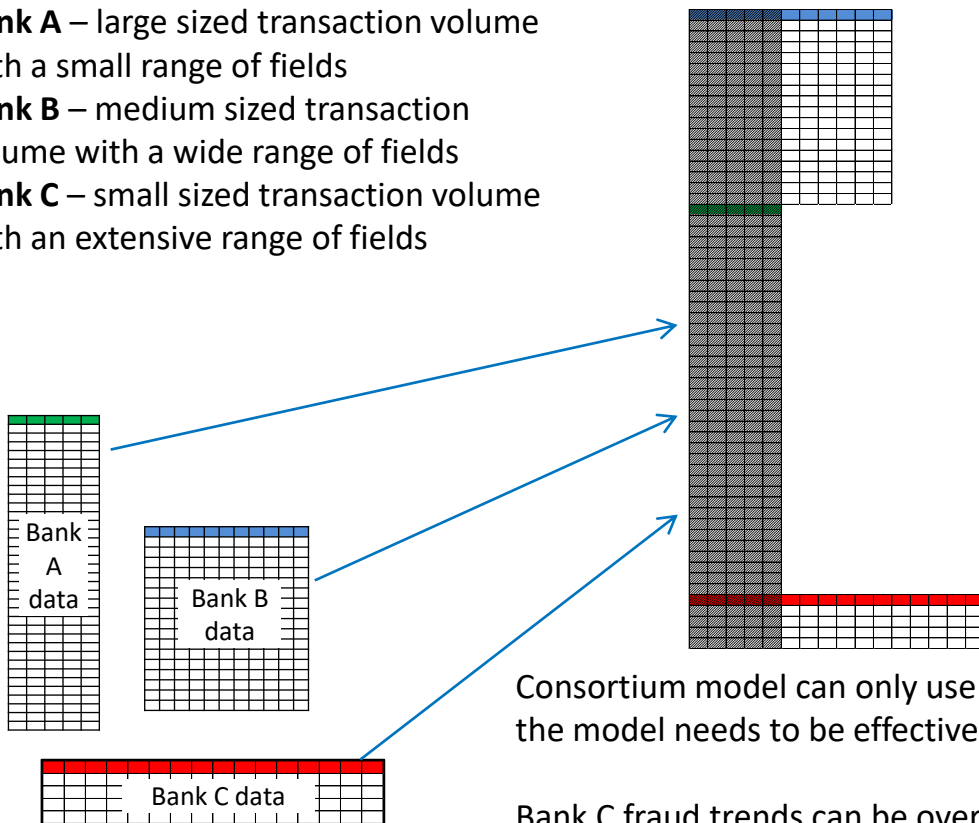 nk A – large sized transaction volume
th a small range of fields
nk B – medium sized transaction
ume with a wide range of fields
nk C – small sized transaction volume
th an extensive range of fields
Bank
A
data
Bank B
data
Bank C data
Consortium model can only use
the model needs to be effective
Bank C fraud trends can be over